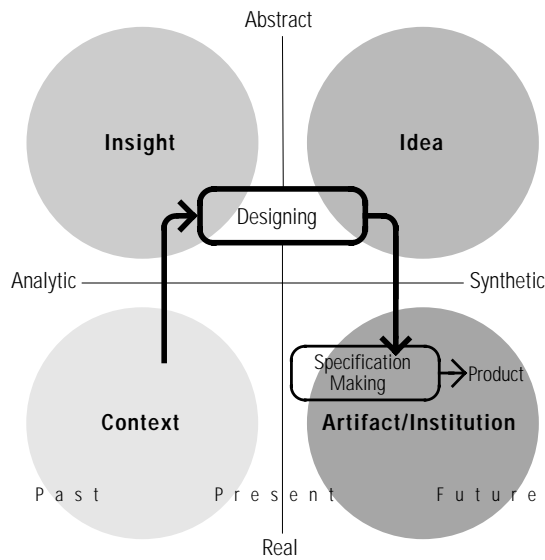 Abstract
Insight
Idea
Designing
Analytic
Synthetic
Specification
Making
Product
Context
Artifact/Institution
Past Present Future
Real